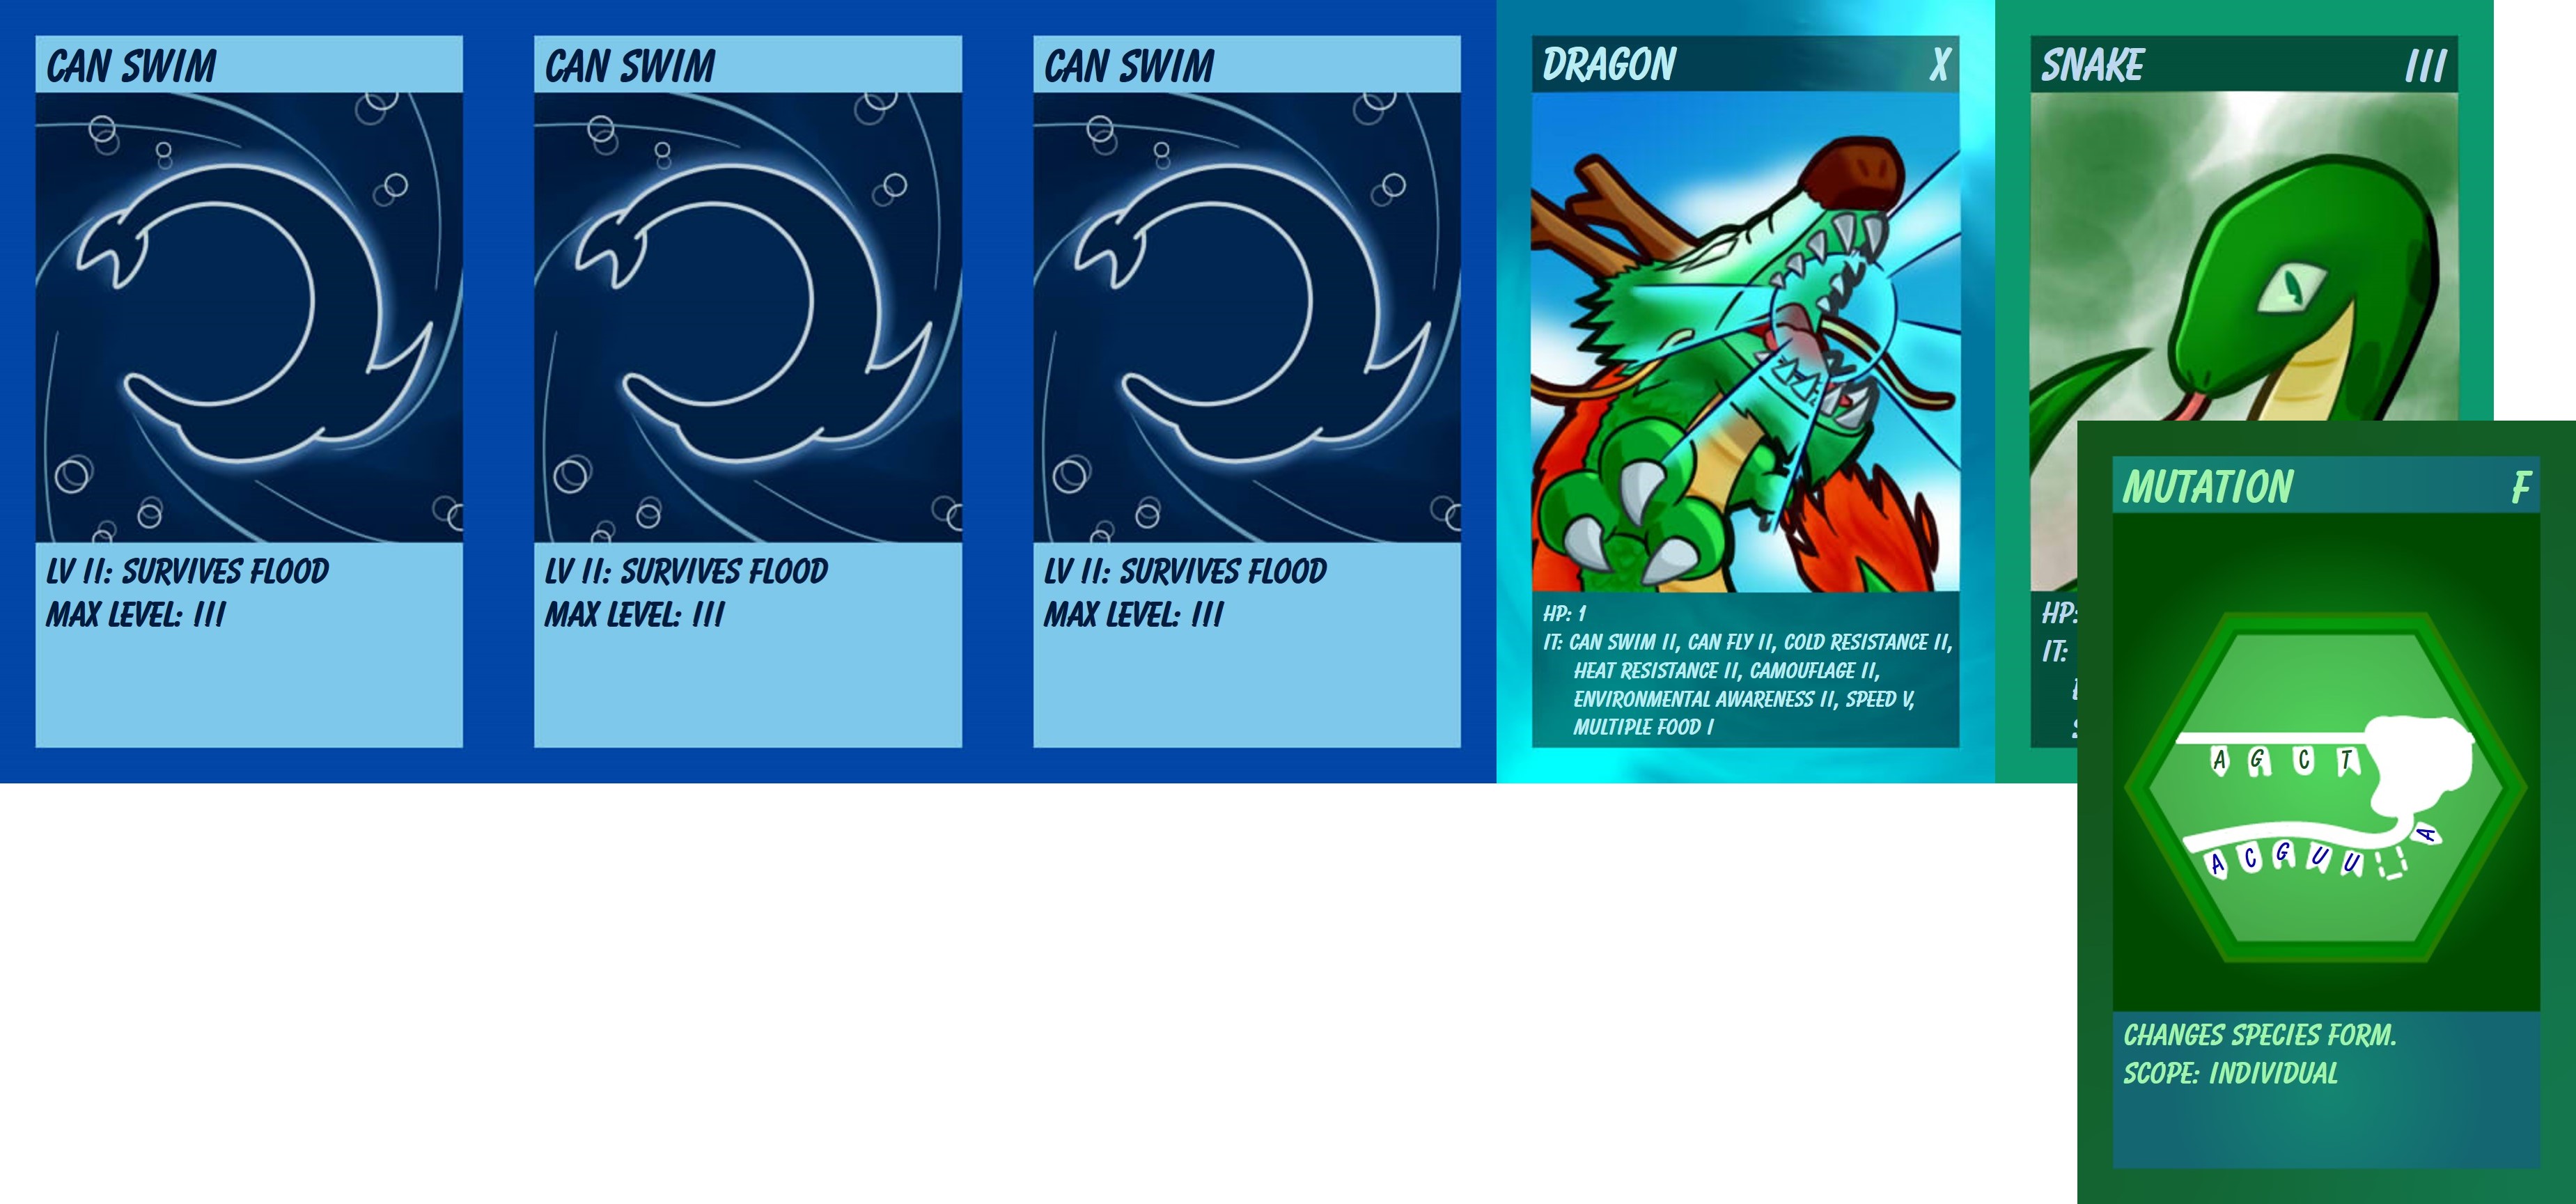 CAN SWIM
LV II: SURVIVES FLOOD
MAX LEVEL: III
CAN SWIM
LV II: SURVIVES FLOOD
MAX LEVEL: III
CAN SWIM
LV II: SURVIVES FLOOD
MAX LEVEL: III
DRAGON X
HP: 1
IT: CAN SWIM II, CAN FLY II, COLD RESISTANCE II,
HEAT RESISTANCE II, CAMOUFLAGE II,
ENVIRONMENTAL AWARENESS II, SPEED V,
MULTIPLE FOOD I
SNAKE III
HP:
IT:
MUTATION F
A G C T
A C G U U A
CHANGES SPECIES FORM.
SCOPE: INDIVIDUAL